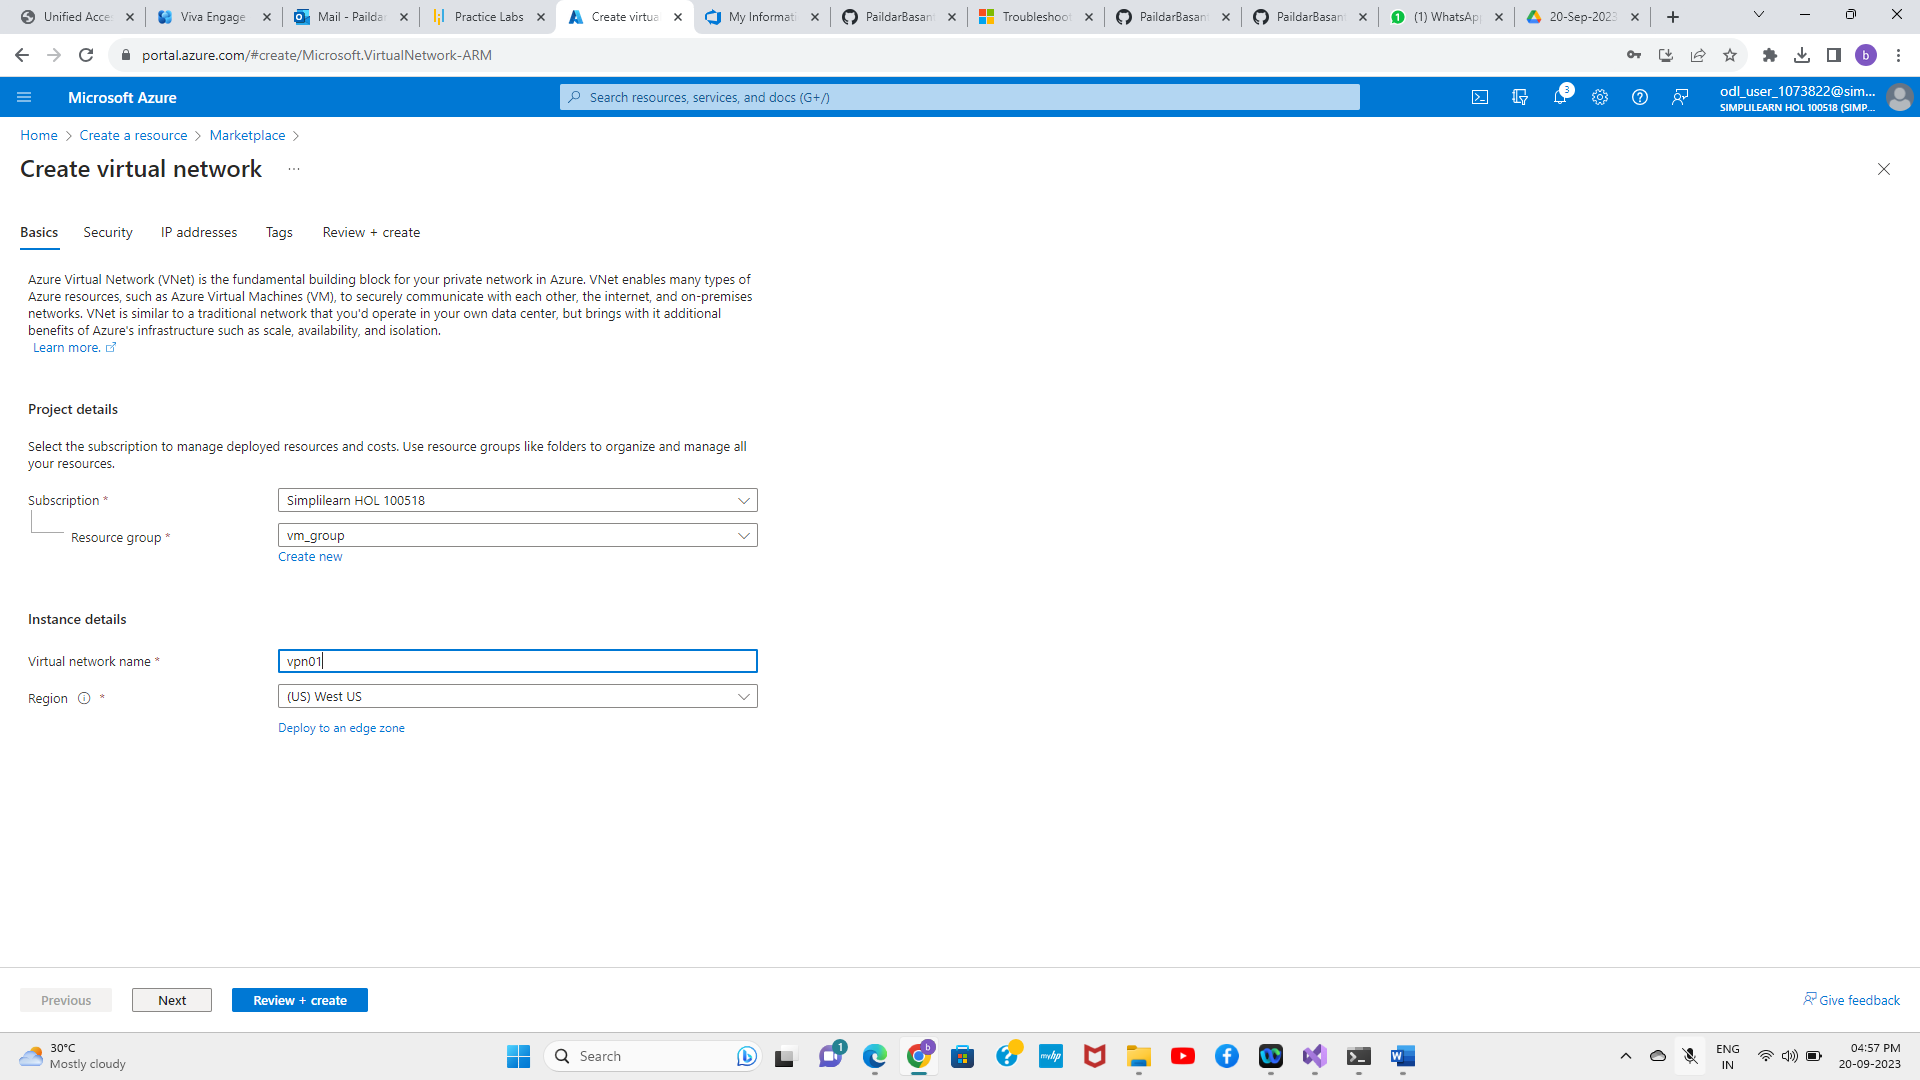 Unified Acces
Viva Engage
Mail - Paildar
Practice Labs
Create virtua
My Informati
PaildarBasant
Troubleshoot
PaildarBasant
PaildarBasant
(1) WhatsApp
20-Sep-2023
portal.azure.com/#create/Microsoft.VirtualNetwork-ARM
b
Microsoft Azure
Search resources, services, and docs (G+/)
3
odl_user_1073822@sim...
SIMPLILEARN HOL 100518 (SIMP...
Home > Create a resource > Marketplace >
Create virtual network ...
Basics Security IP addresses Tags Review + create
Azure Virtual Network (VNet) is the fundamental building block for your private network in Azure. VNet enables many types of
Azure resources, such as Azure Virtual Machines (VM), to securely communicate with each other, the internet, and on-premises
networks. VNet is similar to a traditional network that you'd operate in your own data center, but brings with it additional
benefits of Azure's infrastructure such as scale, availability, and isolation.
Learn more.
Project details
Select the subscription to manage deployed resources and costs. Use resource groups like folders to organize and manage all
your resources.
Subscription * Simplilearn HOL 100518
Resource group * vm_group
Create new
Instance details
Virtual network name * vpn01
Region * (US) West US
Deploy to an edge zone
Previous Next Review + create Give feedback
30°C
Mostly cloudy
Search
1
b
myhp
ENG
IN
04:57 PM
20-09-2023